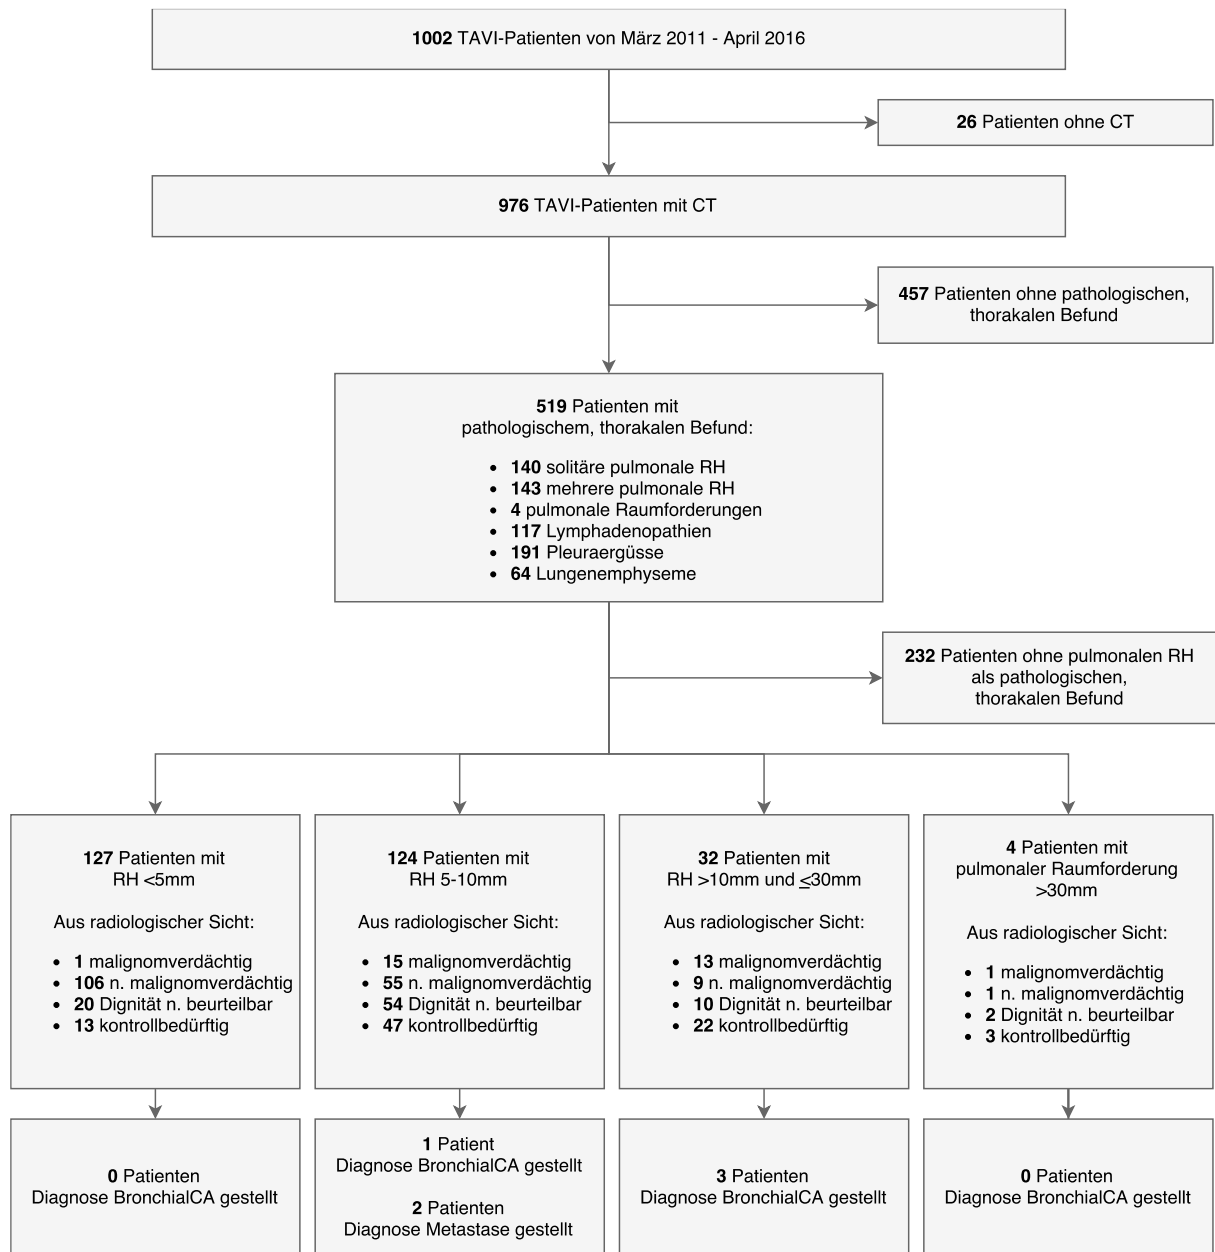 1002 TAVI-Patienten von März 2011 - April 2016
26 Patienten ohne CT
976 TAVI-Patienten mit CT
457 Patienten ohne pathologischen,
thorakalen Befund
519 Patienten mit
pathologischem, thorakalen Befund:
• 140 solitäre pulmonale RH
• 143 mehrere pulmonale RH
• 4 pulmonale Raumforderungen
• 117 Lymphadenopathien
• 191 Pleuraergüsse
• 64 Lungenemphyseme
232 Patienten ohne pulmonalen RH
als pathologischen,
thorakalen Befund
127 Patienten mit
RH <5mm
Aus radiologischer Sicht:
• 1 malignomverdächtig
• 106 n. malignomverdächtig
• 20 Dignität n. beurteilbar
• 13 kontrollbedürftig
124 Patienten mit
RH 5-10mm
Aus radiologischer Sicht:
• 15 malignomverdächtig
• 55 n. malignomverdächtig
• 54 Dignität n. beurteilbar
• 47 kontrollbedürftig
32 Patienten mit
RH >10mm und ≤30mm
Aus radiologischer Sicht:
• 13 malignomverdächtig
• 9 n. malignomverdächtig
• 10 Dignität n. beurteilbar
• 22 kontrollbedürftig
4 Patienten mit
pulmonaler Raumforderung
>30mm
Aus radiologischer Sicht:
• 1 malignomverdächtig
• 1 n. malignomverdächtig
• 2 Dignität n. beurteilbar
• 3 kontrollbedürftig
0 Patienten
Diagnose BronchialCA gestellt
1 Patient
Diagnose BronchialCA gestellt
2 Patienten
Diagnose Metastase gestellt
3 Patienten
Diagnose BronchialCA gestellt
0 Patienten
Diagnose BronchialCA gestellt